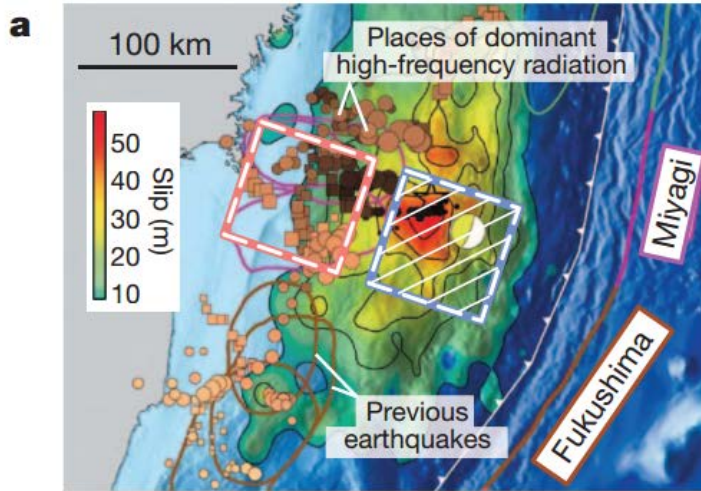 a
100 km
Places of dominant
high-frequency radiation
50
40
30
20
10
Slip (m)
Miyagi
Fukushima
Previous
earthquakes